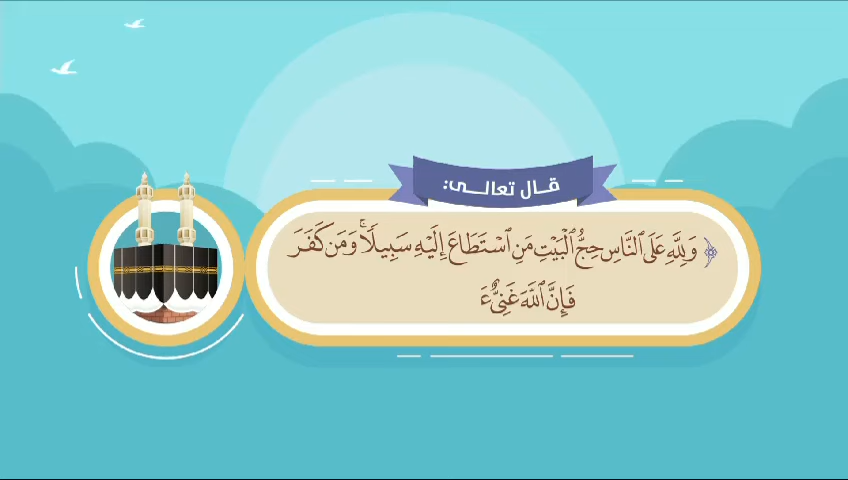 قال تعالى:
﴿ وَلِلَّهِ عَلَى ٱلنَّاسِ حِجُّ ٱلْبَيْتِ مَنِ ٱسْتَطَاعَ إِلَيْهِ سَبِيلًاۚ وَمَن كَفَرَ
فَإِنَّ ٱللَّهَ غَنِىٌّ عَ